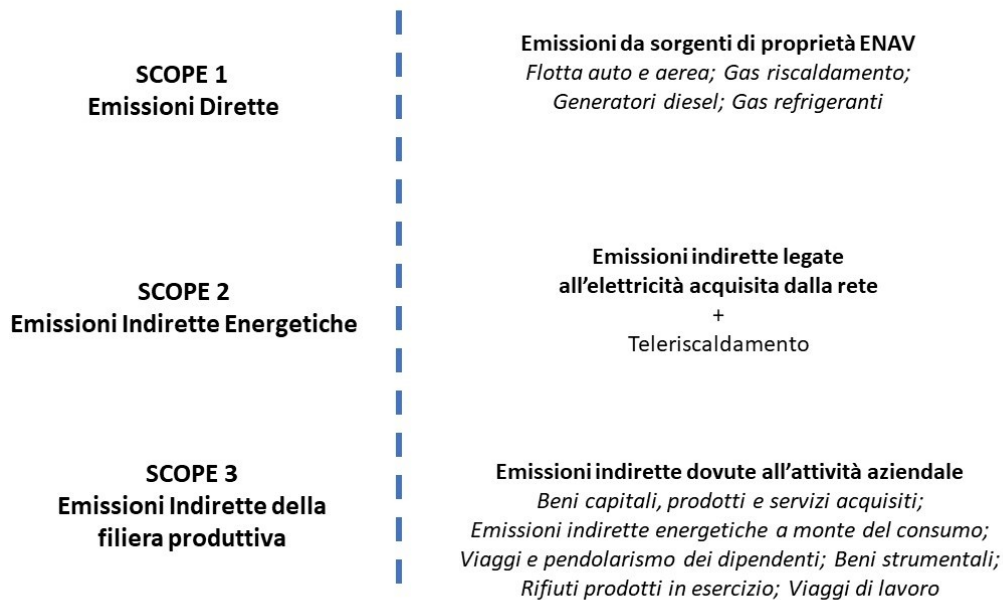 SCOPE 1
Emissioni Dirette
Emissioni da sorgenti di proprietà ENAV
Flotta auto e aerea; Gas riscaldamento;
Generatori diesel; Gas refrigeranti
SCOPE 2
Emissioni Indirette Energetiche
Emissioni indirette legate
all'elettricità acquisita dalla rete
+
Teleriscaldamento
SCOPE 3
Emissioni Indirette della
filiera produttiva
Emissioni indirette dovute all'attività aziendale
Beni capitali, prodotti e servizi acquisiti;
Emissioni indirette energetiche a monte del consumo;
Viaggi e pendolarismo dei dipendenti; Beni strumentali;
Rifiuti prodotti in esercizio; Viaggi di lavoro